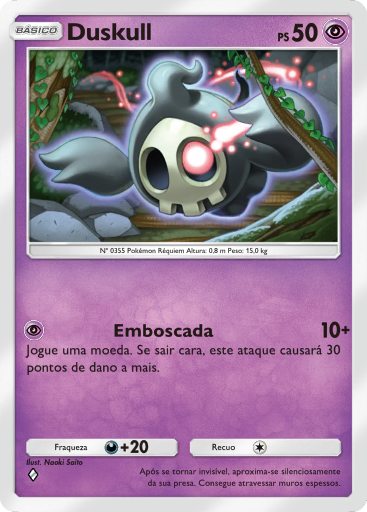 BÁSICO
Duskull
PS 50
Nº 0355 Pokémon Réquiem Altura: 0,8 m Peso: 15,0 kg
Emboscada 10+
Jogue uma moeda. Se sair cara, este ataque causará 30
pontos de dano a mais.
Fraqueza +20 Recuo
Ilust. Naoki Saito
Após se tornar invisível, aproxima-se silenciosamente
da sua presa. Consegue atravessar muros espessos.